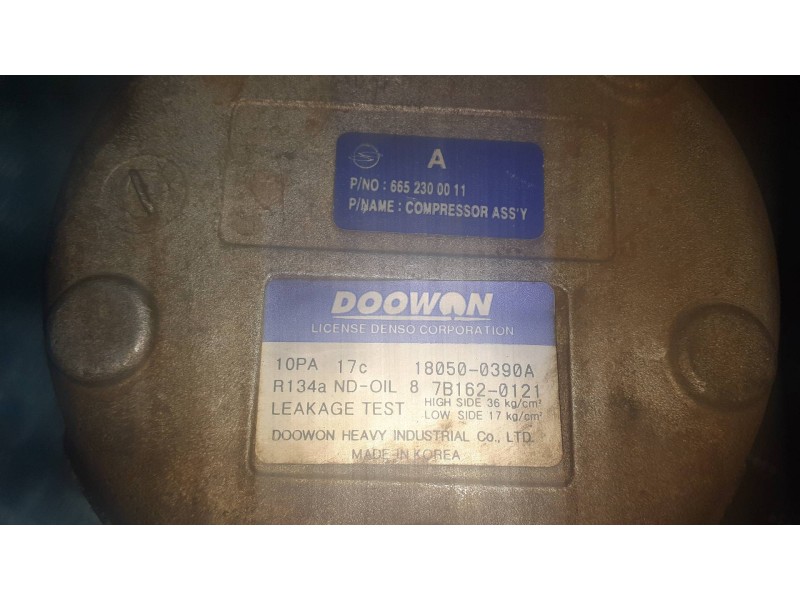 A
P/NO : 665 230 00 11
P/NAME : COMPRESSOR ASS'Y
DOOWON
LICENSE DENSO CORPORATION
10PA 17c 18050-0390A
R134a ND-OIL 8 7B162-0121
LEAKAGE TEST HIGH SIDE 36 kg/cm²
LOW SIDE 17 kg/cm²
DOOWON HEAVY INDUSTRIAL Co., LTD.
MADE IN KOREA